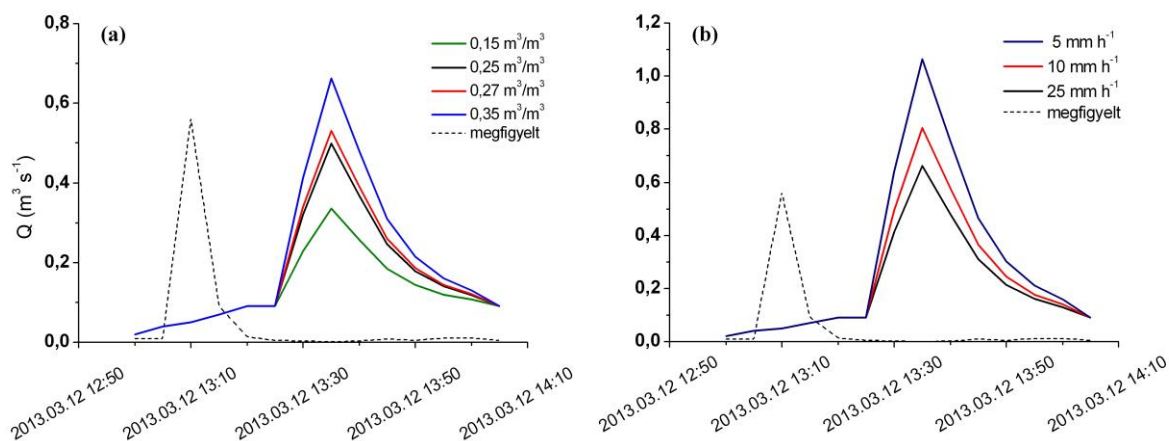 (a)
0,8
0,6
0,4
0,2
0,0
Q (m³ s⁻¹)
0,15 m³/m³
0,25 m³/m³
0,27 m³/m³
0,35 m³/m³
megfigyelt
2013.03.12 12:50
2013.03.12 13:10
2013.03.12 13:30
2013.03.12 13:50
2013.03.12 14:10
(b)
1,2
1,0
0,8
0,6
0,4
0,2
0,0
5 mm h⁻¹
10 mm h⁻¹
25 mm h⁻¹
megfigyelt
2013.03.12 12:50
2013.03.12 13:10
2013.03.12 13:30
2013.03.12 13:50
2013.03.12 14:10